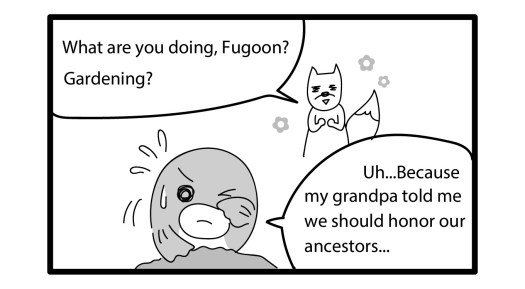 What are you doing, Fugoon?
Gardening?
Uh...Because
my grandpa told me
we should honor our
ancestors...